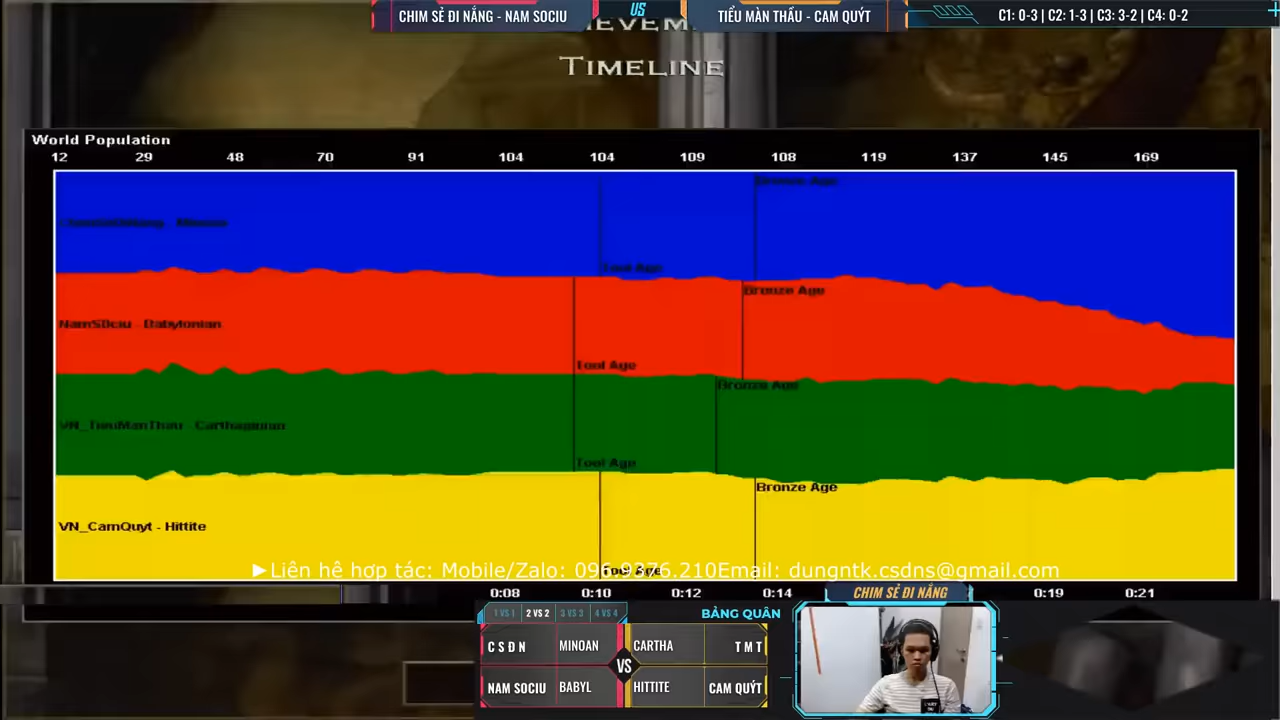 CHIM SẺ ĐI NẮNG - NAM SOCIU
US
TIỂU MÀN THẦU - CAM QUÝT
C1: 0-3 | C2: 1-3 | C3: 3-2 | C4: 0-2
TIMELINE
World Population
12 29 48 70 91 104 104 109 108 119 137 145 169
Bronze Age
Tool Age
Bronze Age
NamS0ciu - Babylonian
Tool Age
Bronze Age
VN_TieuManThau - Carthaginian
Tool Age
Bronze Age
VN_CamQuyt - Hittite
Tool Age
►Liên hê hợp tác: Mobile/Zalo: 096.9376.210Email: dungntk.csdns@gmail.com
0:08 0:10 0:12 0:14 0:19 0:21
CHIM SẺ ĐI NẮNG
1 VS 1 2 VS 2 3 VS 3 4 VS 4
BẢNG QUÂN
C S Đ N MINOAN VS CARTHA T M T
NAM SOCIU BABYL HITTITE CAM QUÝT